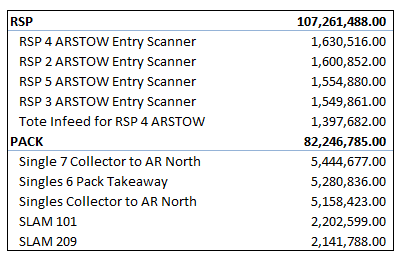 RSP 107,261,488.00
RSP 4 ARSTOW Entry Scanner 1,630,516.00
RSP 2 ARSTOW Entry Scanner 1,600,852.00
RSP 5 ARSTOW Entry Scanner 1,554,880.00
RSP 3 ARSTOW Entry Scanner 1,549,861.00
Tote Infeed for RSP 4 ARSTOW 1,397,682.00
PACK 82,246,785.00
Single 7 Collector to AR North 5,444,677.00
Singles 6 Pack Takeaway 5,280,836.00
Singles Collector to AR North 5,158,423.00
SLAM 101 2,202,599.00
SLAM 209 2,141,788.00